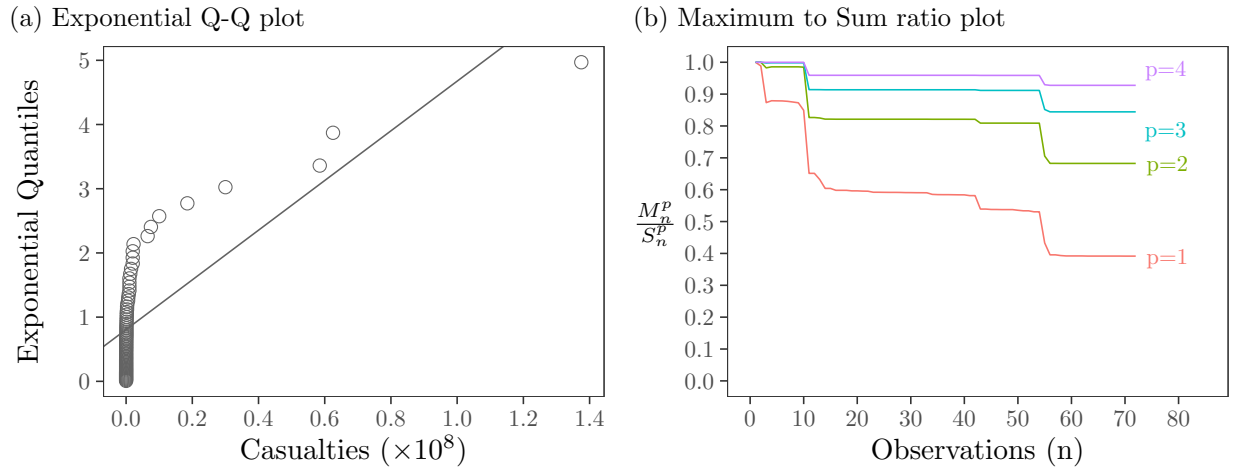 (a) Exponential Q-Q plot
Exponential Quantiles
5
4
3
2
1
0
0.0 0.2 0.4 0.6 0.8 1.0 1.2 1.4
Casualties (×10⁸)
(b) Maximum to Sum ratio plot
Mₙᵖ/Sₙᵖ
1.0
0.9
0.8
0.7
0.6
0.5
0.4
0.3
0.2
0.1
0.0
p=4
p=3
p=2
p=1
0 10 20 30 40 50 60 70 80
Observations (n)